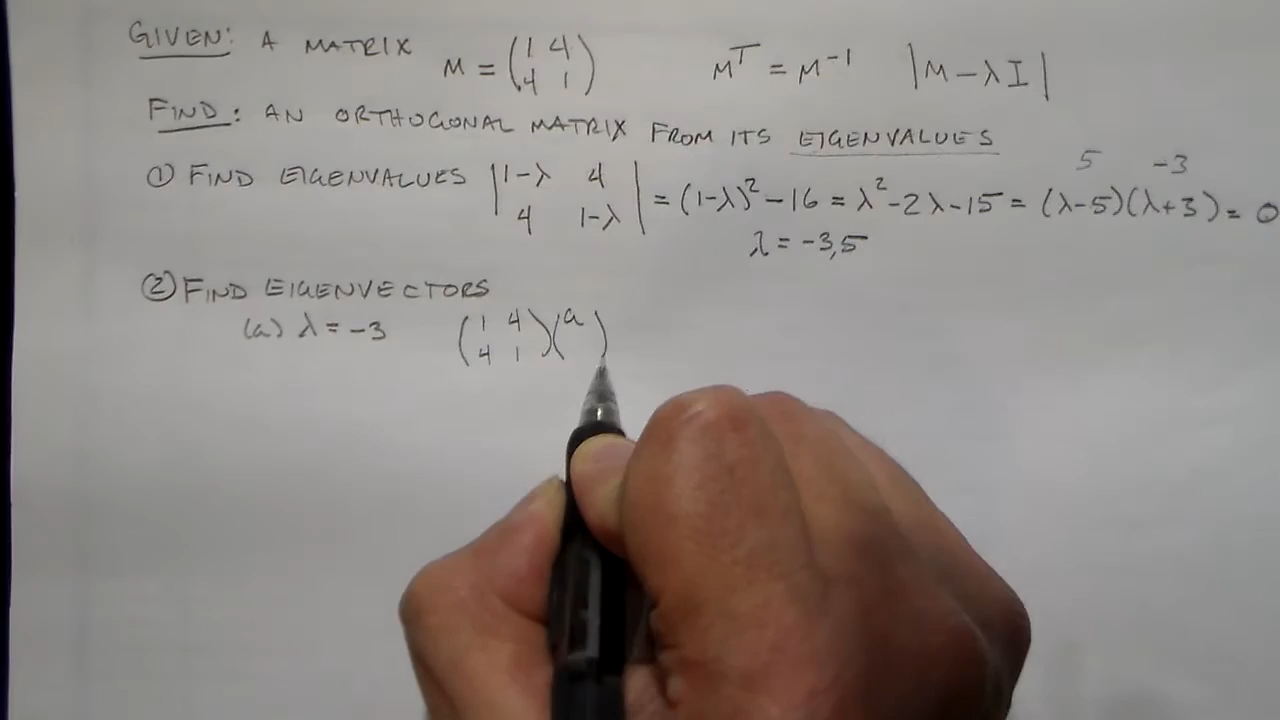 GIVEN: A MATRIX M = (1 4 4 1) Mᵀ = M⁻¹ |M - λI|
FIND: AN ORTHOGONAL MATRIX FROM ITS EIGENVALUES
5 -3
① FIND EIGENVALUES |1-λ 4 4 1-λ| = (1-λ)² - 16 = λ² - 2λ - 15 = (λ-5)(λ+3) = 0
λ = -3,5
② FIND EIGENVECTORS
(a) λ = -3 (1 4 4 1)(a )